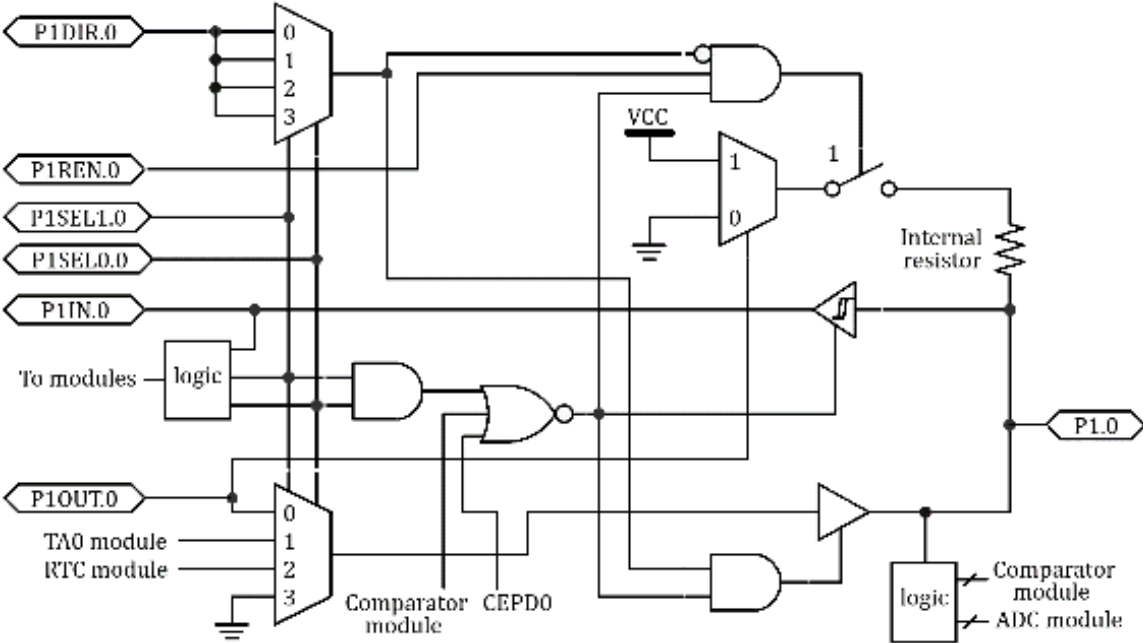 P1DIR.0
0
1
2
3
VCC
P1REN.0
1
0
1
P1SEL1.0
P1SEL0.0
Internal
resistor
P1IN.0
To modules
logic
P1.0
P1OUT.0
0
1
2
3
TA0 module
RTC module
Comparator
module
CEPD0
logic
Comparator
module
ADC module